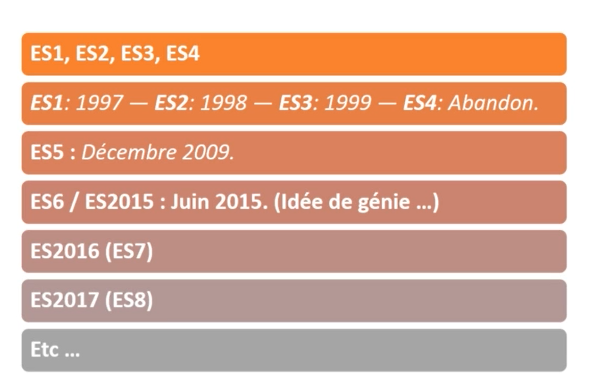 ES1, ES2, ES3, ES4
ES1: 1997 — ES2: 1998 — ES3: 1999 — ES4: Abandon.
ES5 : Décembre 2009.
ES6 / ES2015 : Juin 2015. (Idée de génie …)
ES2016 (ES7)
ES2017 (ES8)
Etc …